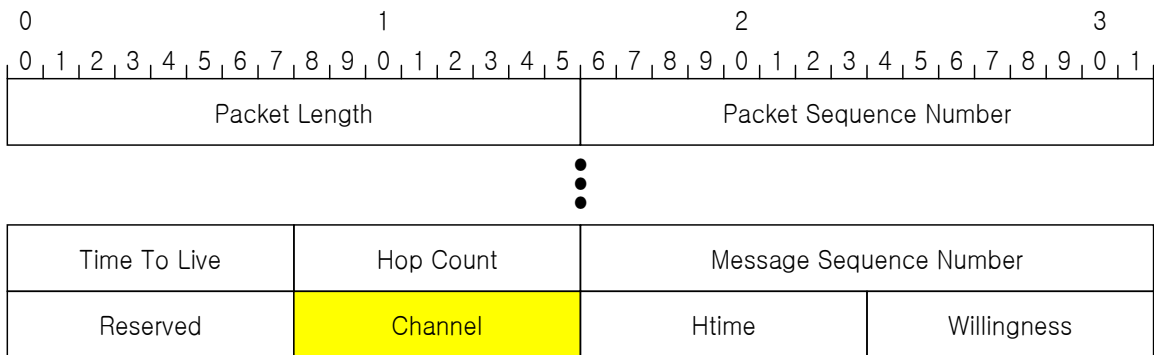 0 1 2 3
0 1 2 3 4 5 6 7 8 9 0 1 2 3 4 5 6 7 8 9 0 1 2 3 4 5 6 7 8 9 0 1
Packet Length Packet Sequence Number
Time To Live Hop Count Message Sequence Number
Reserved Channel Htime Willingness